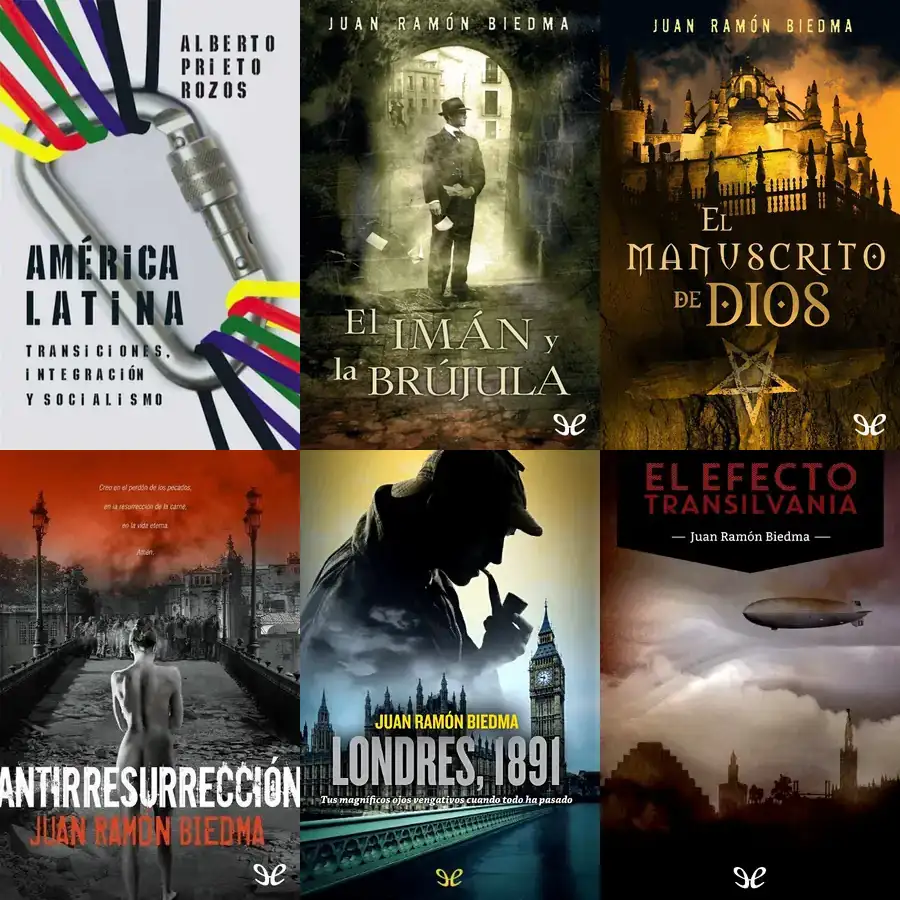 ALBERTO
PRIETO
ROZOS
AMÉRICA
LATINA
TRANSICIONES,
INTEGRACIÓN
Y SOCIALISMO
JUAN RAMÓN BIEDMA
El IMÁN y
la BRÚJULA
JUAN RAMÓN BIEDMA
EL
MANUSCRITO
DE DIOS
Creo en el perdón de los pecados,
en la resurrección de la carne,
en la vida eterna.
Amén.
ANTIRRESURRECCIÓN
JUAN RAMÓN BIEDMA
JUAN RAMÓN BIEDMA
LONDRES, 1891
Tus magníficos ojos vengativos cuando todo ha pasado
EL EFECTO
TRANSILVANIA
— Juan Ramón Biedma —